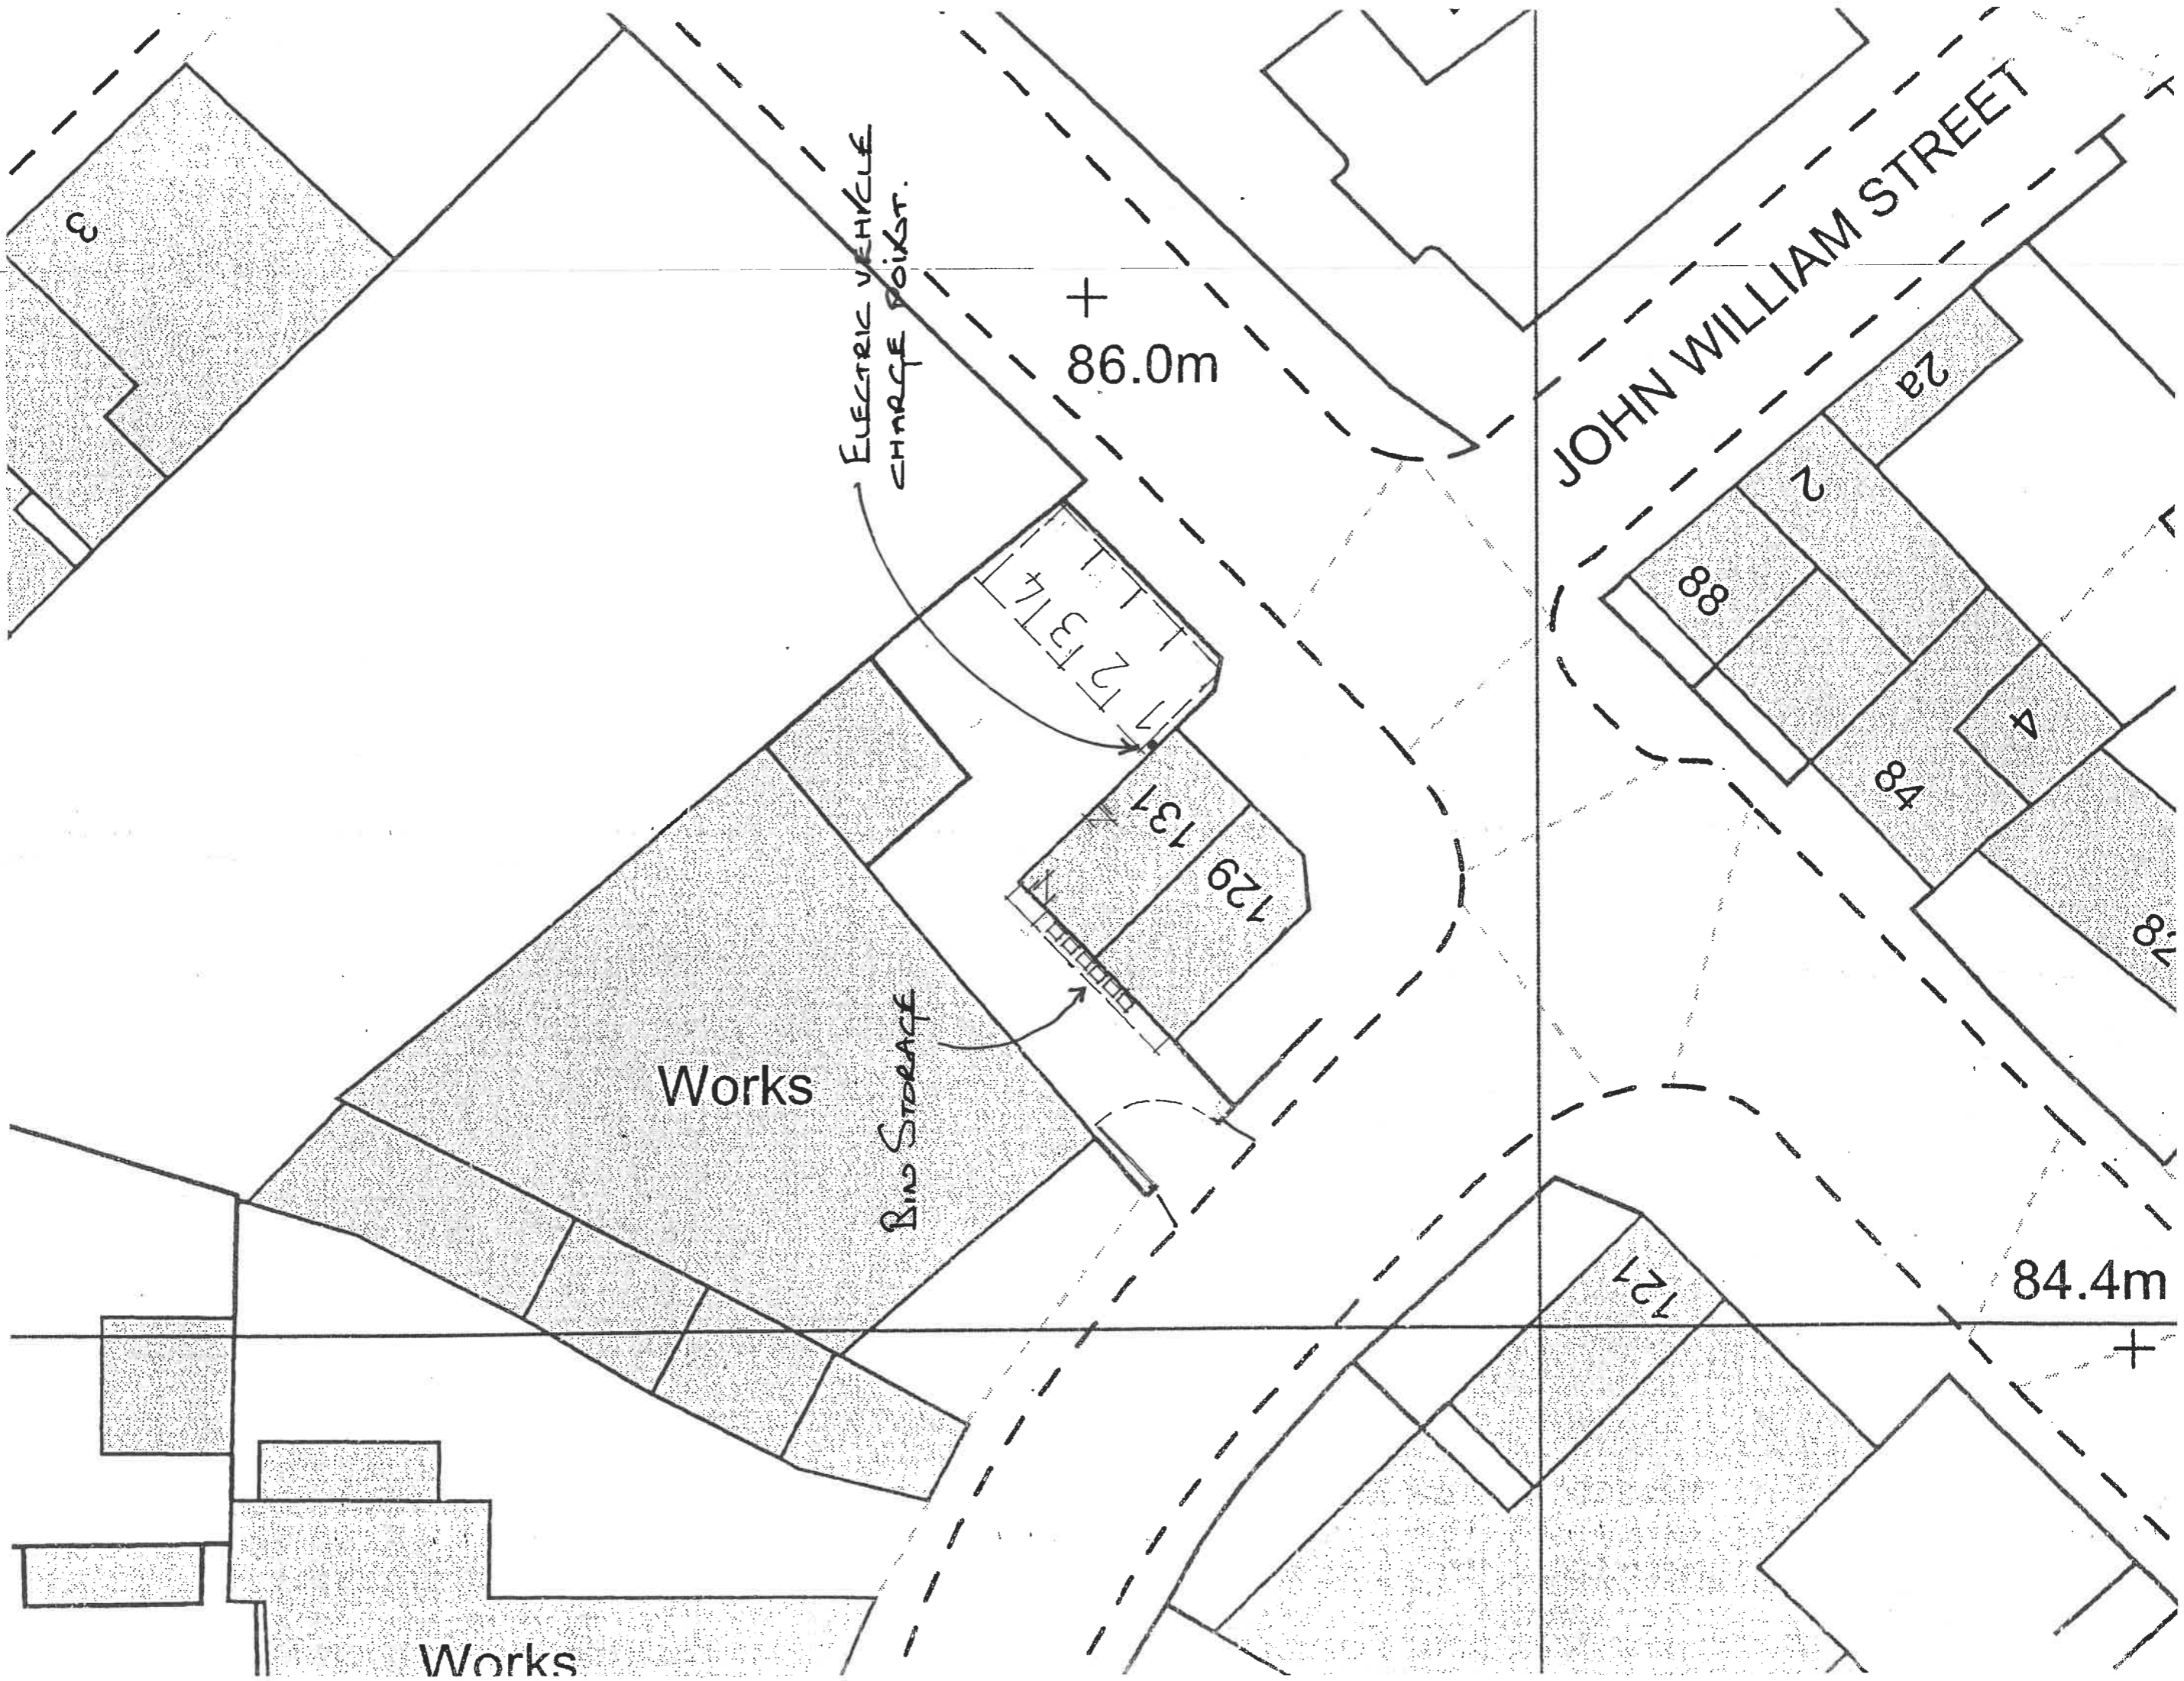 3
ELECTRIC VEHICLE
CHARGE POINT.
86.0m
JOHN WILLIAM STREET
2a
2
88
4
84
1
2
3
4
131
129
Works
BIN STORAGE
121
84.4m
Works